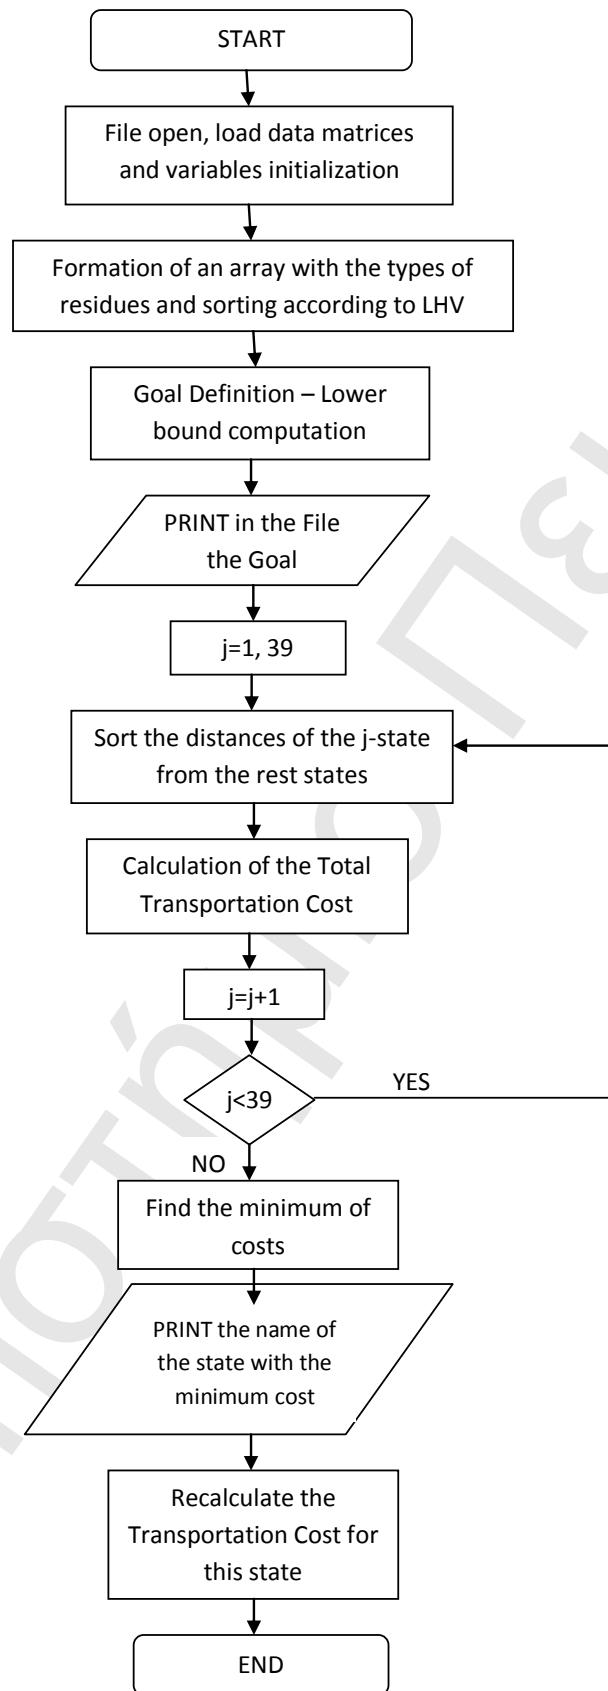 START
File open, load data matrices
and variables initialization
Formation of an array with the types of
residues and sorting according to LHV
Goal Definition – Lower
bound computation
PRINT in the File
the Goal
j=1, 39
Sort the distances of the j-state
from the rest states
Calculation of the Total
Transportation Cost
j=j+1
j<39
YES
NO
Find the minimum of
costs
PRINT the name of
the state with the
minimum cost
Recalculate the
Transportation Cost for
this state
END